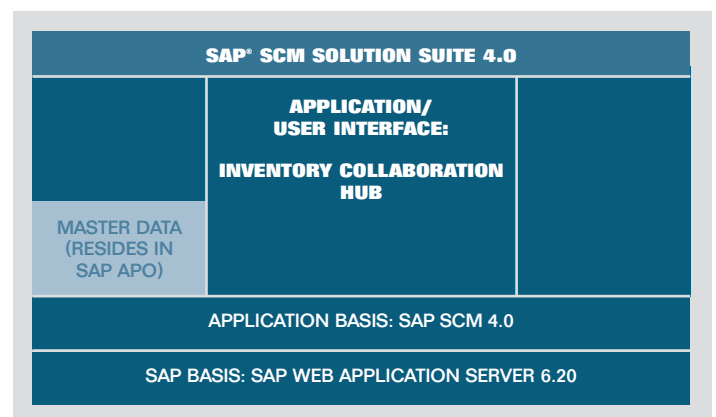 SAP® SCM SOLUTION SUITE 4.0
APPLICATION/
USER INTERFACE:
INVENTORY COLLABORATION
HUB
MASTER DATA
(RESIDES IN
SAP APO)
APPLICATION BASIS: SAP SCM 4.0
SAP BASIS: SAP WEB APPLICATION SERVER 6.20